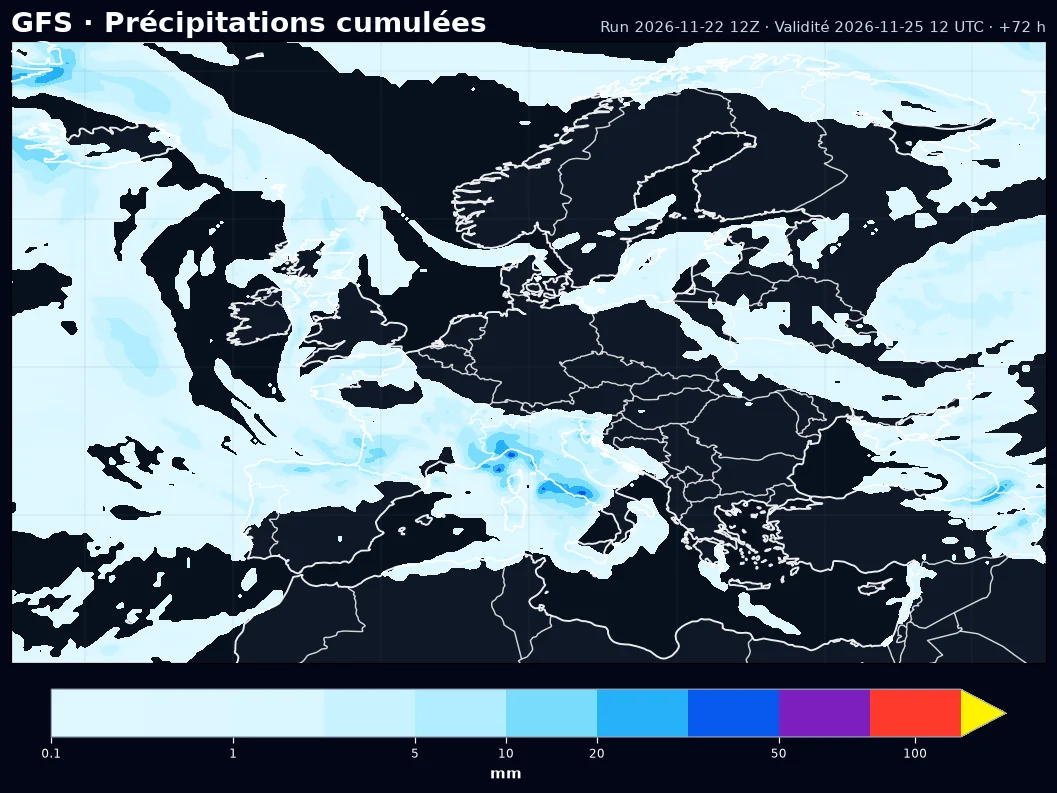 GFS · Précipitations cumulées
Run 2026-11-22 12Z · Validité 2026-11-25 12 UTC · +72 h
0.1 1 5 10 20 50 100
mm